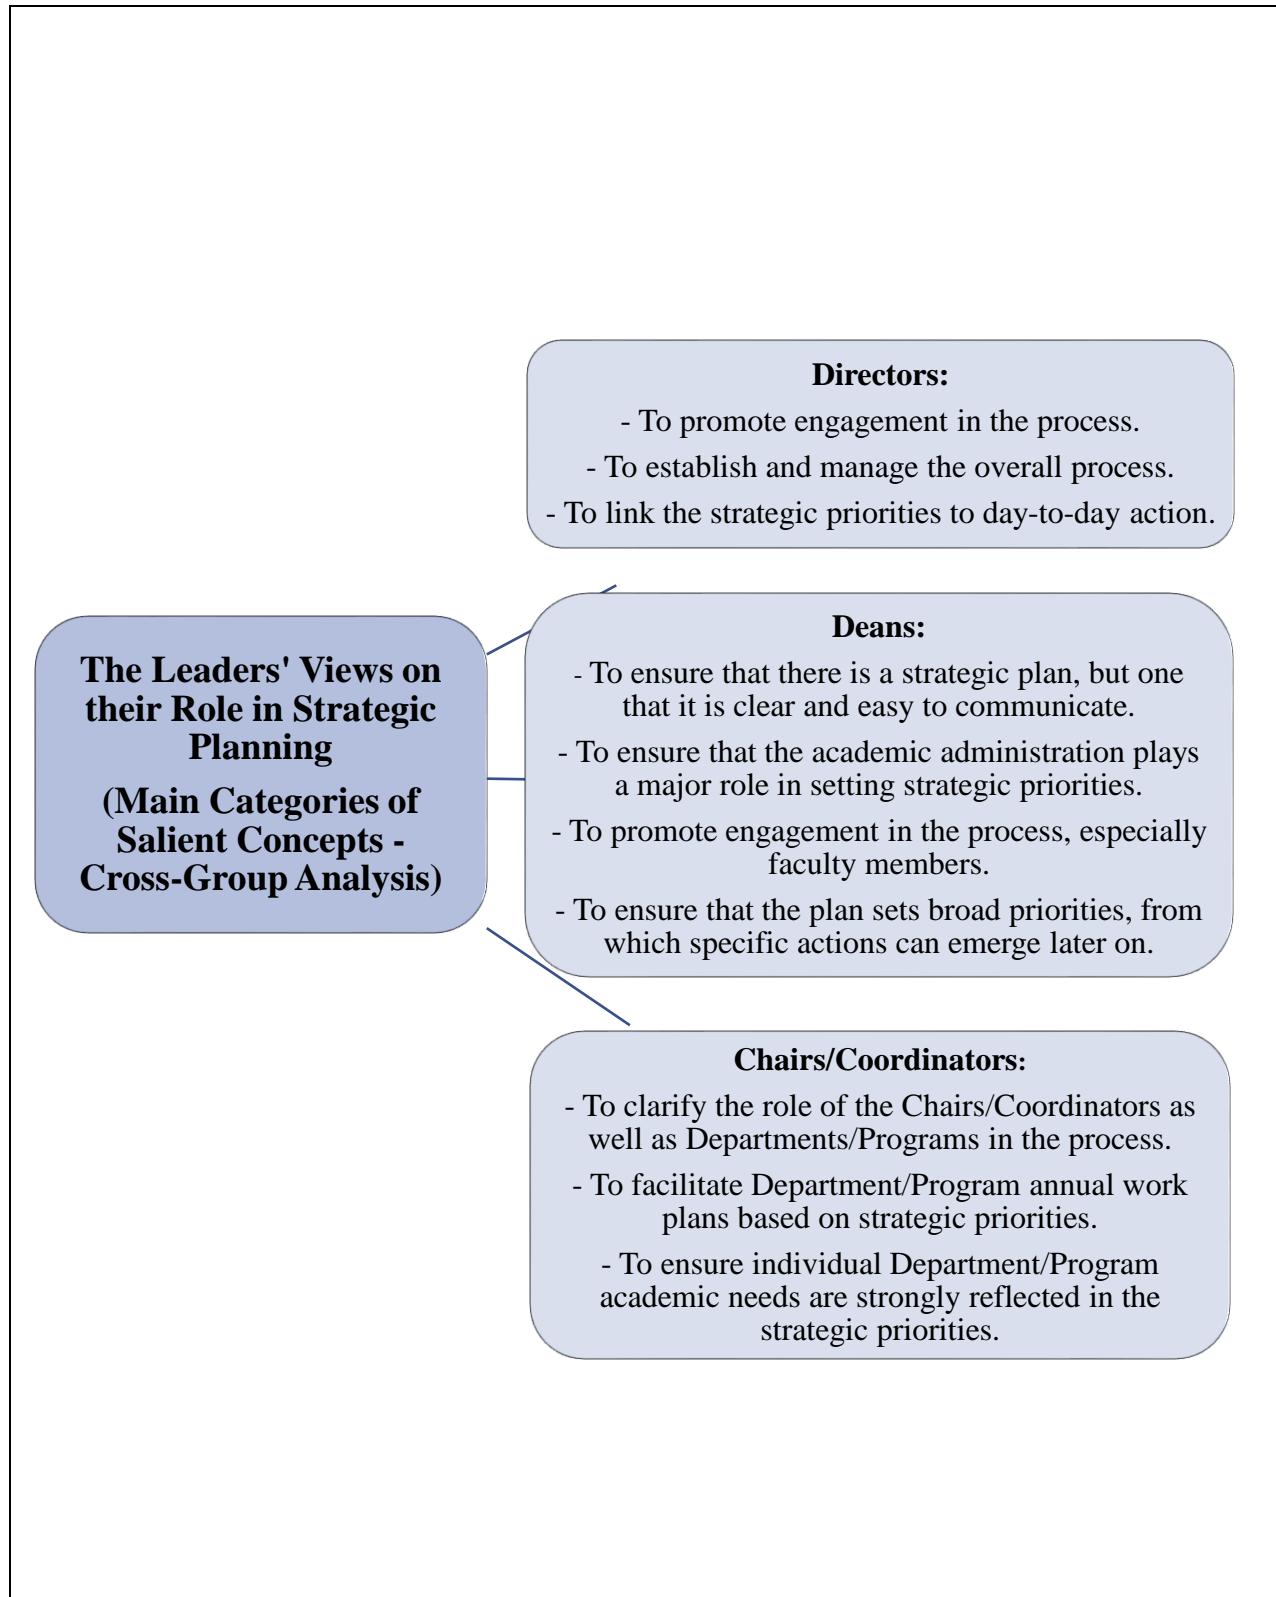 Directors:
- To promote engagement in the process.
- To establish and manage the overall process.
- To link the strategic priorities to day-to-day action.
The Leaders' Views on
their Role in Strategic
Planning
(Main Categories of
Salient Concepts -
Cross-Group Analysis)
Deans:
- To ensure that there is a strategic plan, but one
that it is clear and easy to communicate.
- To ensure that the academic administration plays
a major role in setting strategic priorities.
- To promote engagement in the process, especially
faculty members.
- To ensure that the plan sets broad priorities, from
which specific actions can emerge later on.
Chairs/Coordinators:
- To clarify the role of the Chairs/Coordinators as
well as Departments/Programs in the process.
- To facilitate Department/Program annual work
plans based on strategic priorities.
- To ensure individual Department/Program
academic needs are strongly reflected in the
strategic priorities.